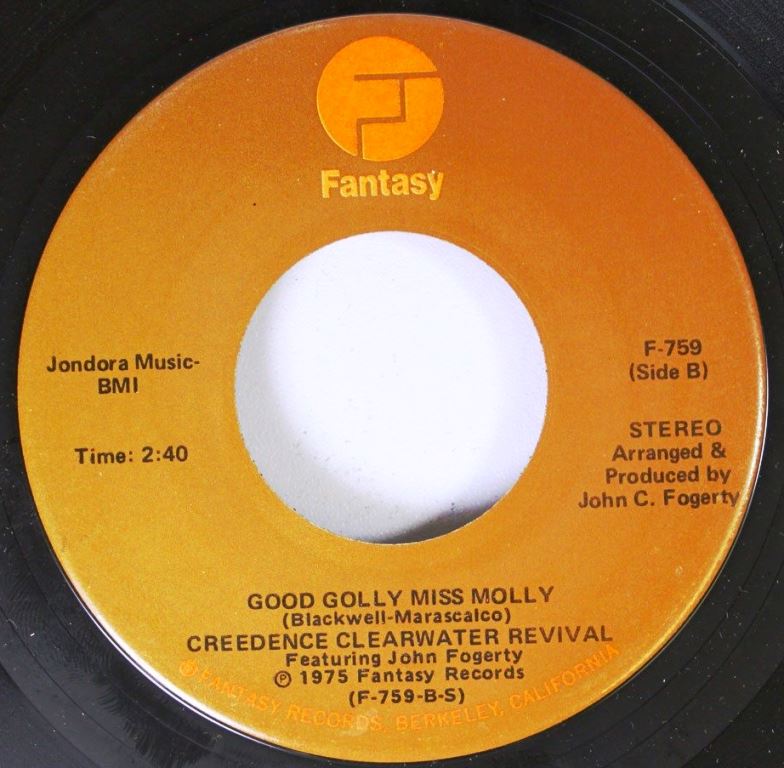 Fantasy
Jondora Music-
BMI
Time: 2:40
F-759
(Side B)
STEREO
Arranged &
Produced by
John C. Fogerty
GOOD GOLLY MISS MOLLY
(Blackwell-Marascalco)
CREEDENCE CLEARWATER REVIVAL
Featuring John Fogerty
℗ 1975 Fantasy Records
(F-759-B-S)
FANTASY RECORDS, BERKELEY, CALIFORNIA